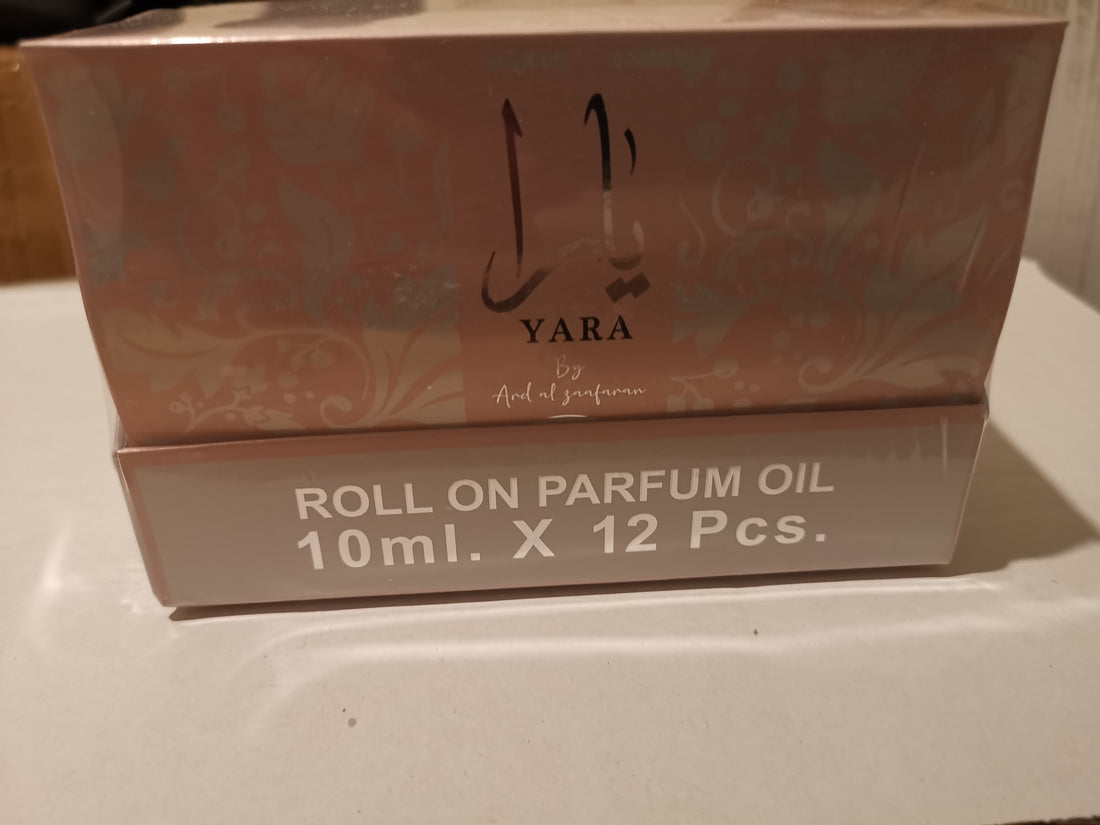 يارا
YARA
By
Ard al zaafaran
ROLL ON PARFUM OIL
10ml. X 12 Pcs.